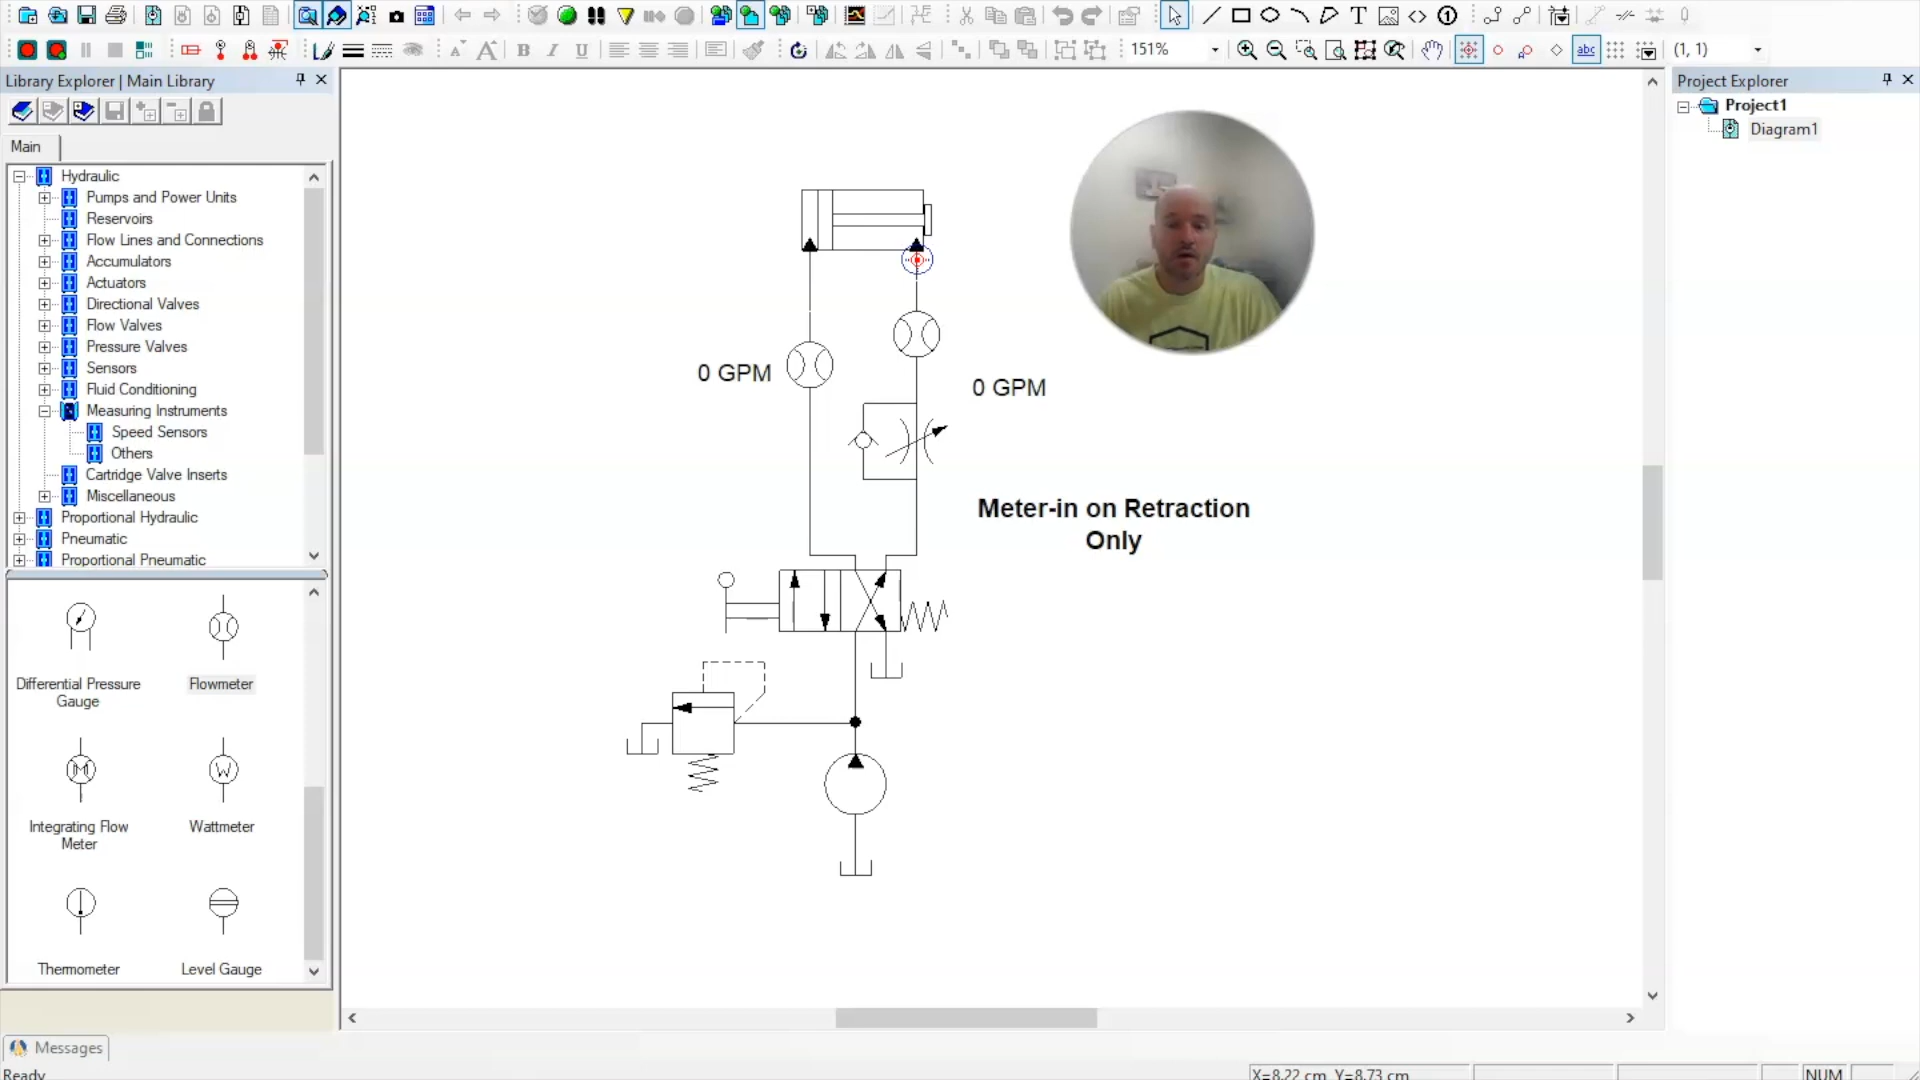 151%
(1, 1)
Library Explorer | Main Library
Main
Hydraulic
Pumps and Power Units
Reservoirs
Flow Lines and Connections
Accumulators
Actuators
Directional Valves
Flow Valves
Pressure Valves
Sensors
Fluid Conditioning
Measuring Instruments
Speed Sensors
Others
Cartridge Valve Inserts
Miscellaneous
Proportional Hydraulic
Pneumatic
Proportional Pneumatic
Differential Pressure
Gauge
Flowmeter
Integrating Flow
Meter
Wattmeter
Thermometer
Level Gauge
0 GPM
0 GPM
Meter-in on Retraction
Only
Project Explorer
Project1
Diagram1
Messages
Ready
X=8.22 cm Y=8.73 cm
NUM